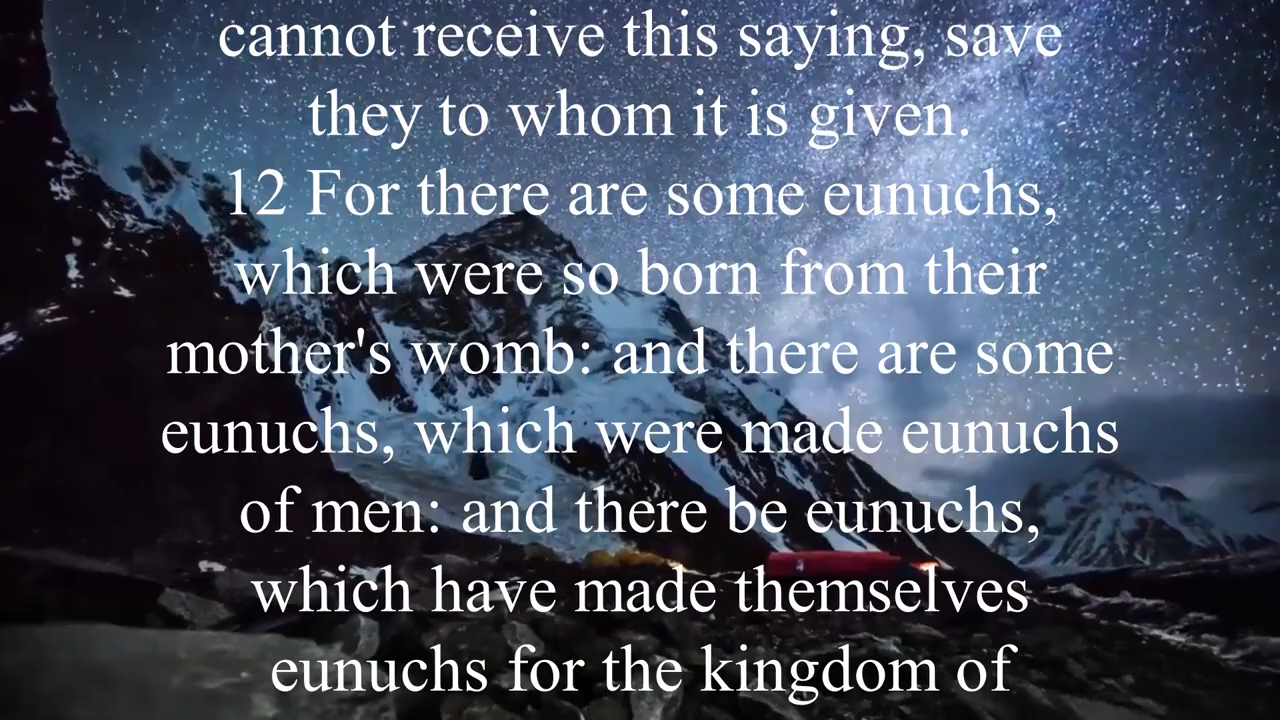 cannot receive this saying, save
they to whom it is given.
12 For there are some eunuchs,
which were so born from their
mother's womb: and there are some
eunuchs, which were made eunuchs
of men: and there be eunuchs,
which have made themselves
eunuchs for the kingdom of